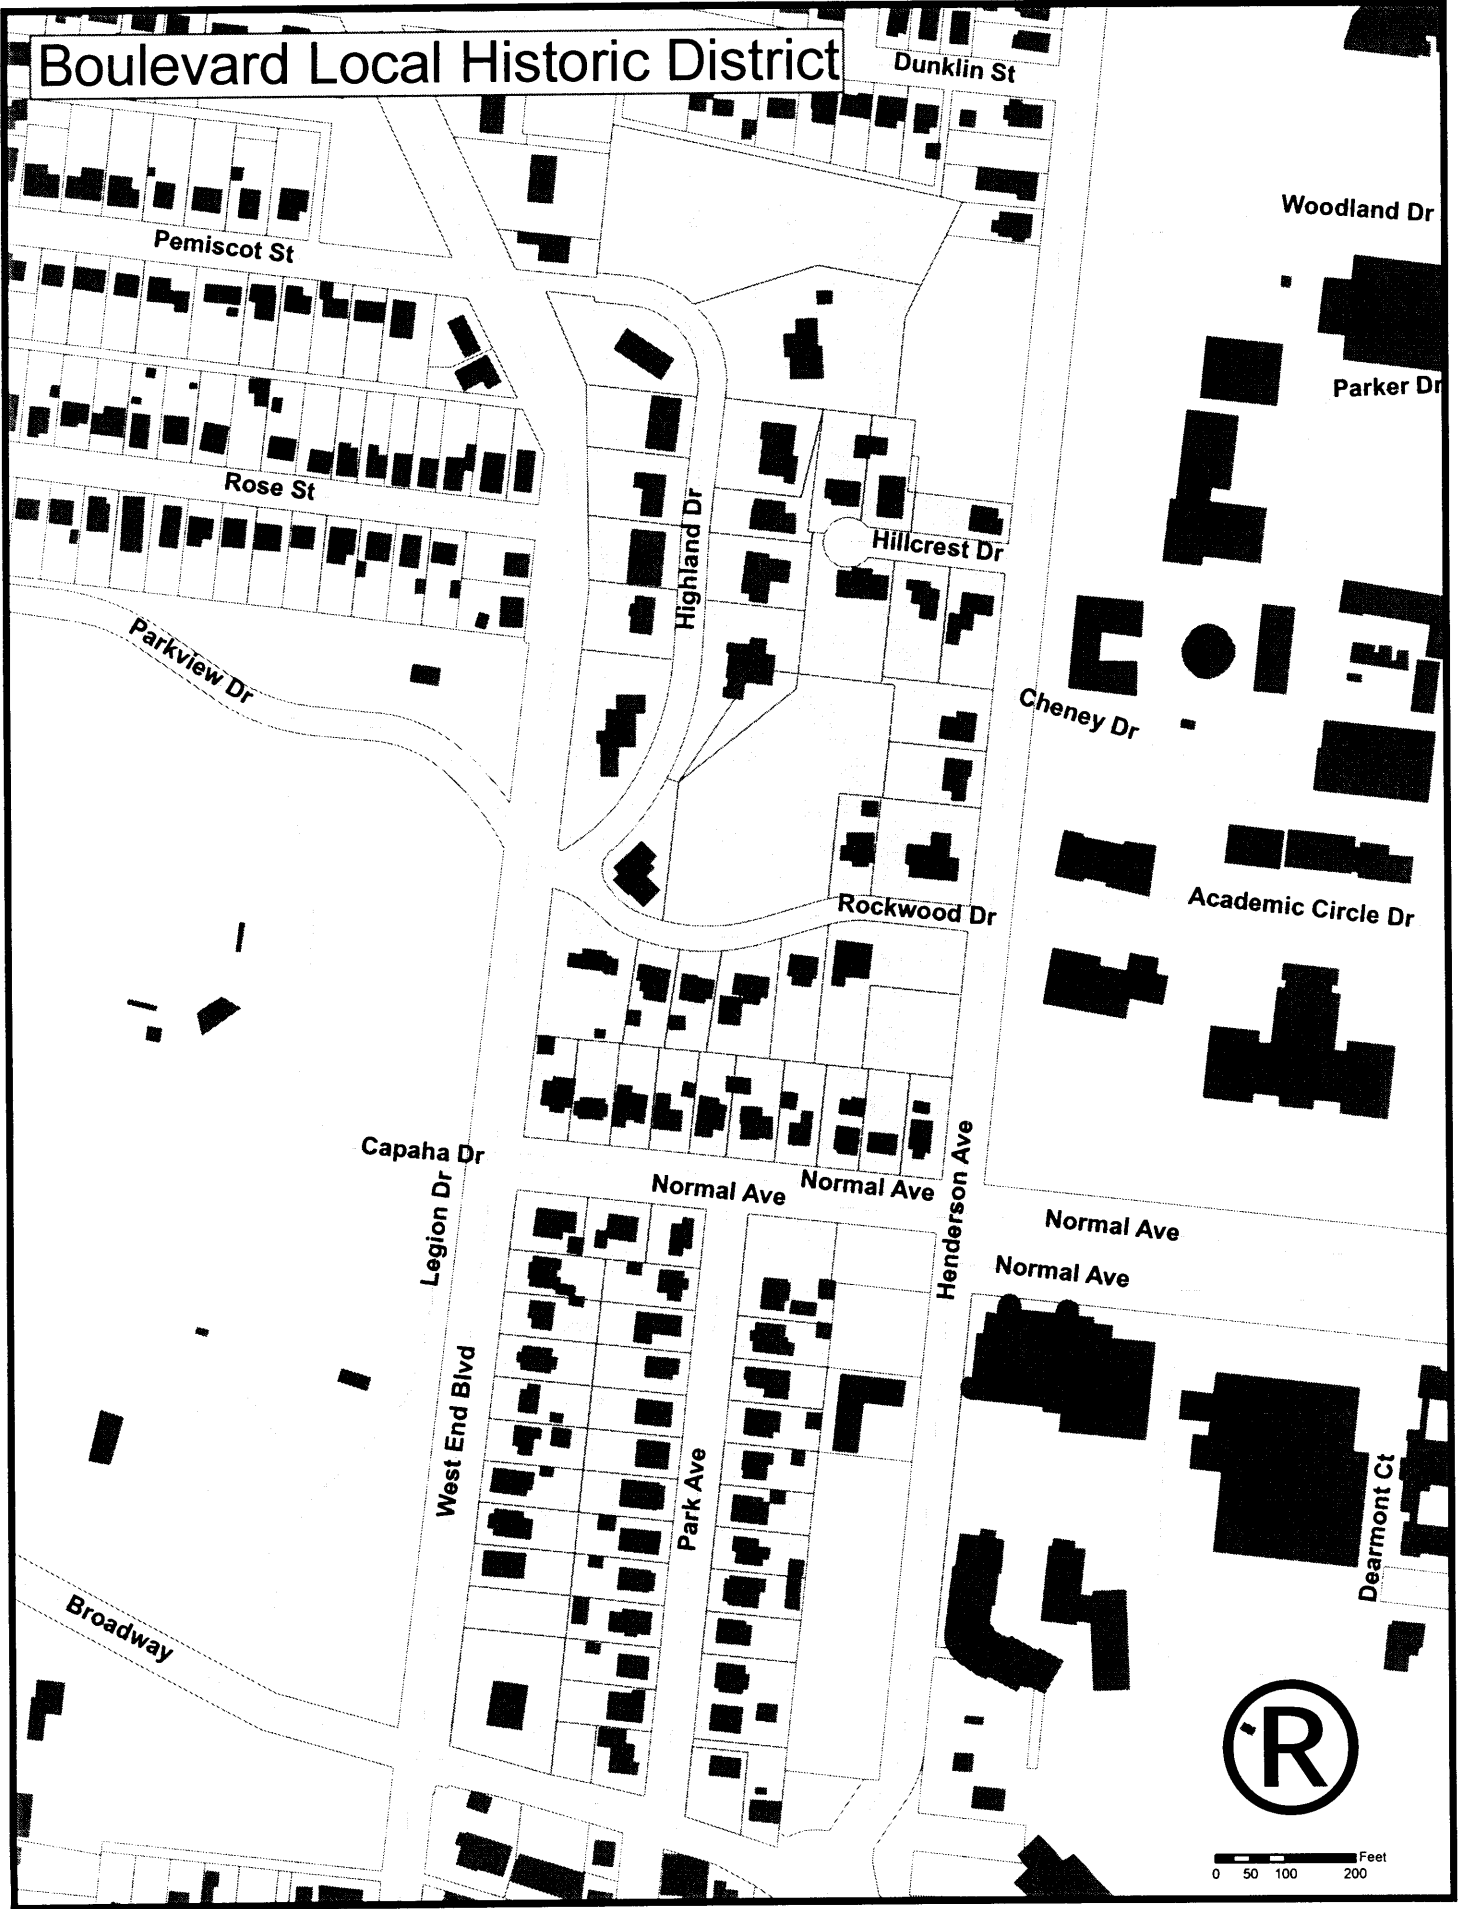 Boulevard Local Historic District
Dunklin St
Woodland Dr
Pemiscot St
Parker Dr
Rose St
Highland Dr
Hillcrest Dr
Parkview Dr
Cheney Dr
Academic Circle Dr
Rockwood Dr
Capaha Dr
Legion Dr
Normal Ave
Normal Ave
Henderson Ave
Normal Ave
Normal Ave
West End Blvd
Park Ave
Dearmont Ct
Broadway
R
Feet
0 50 100 200